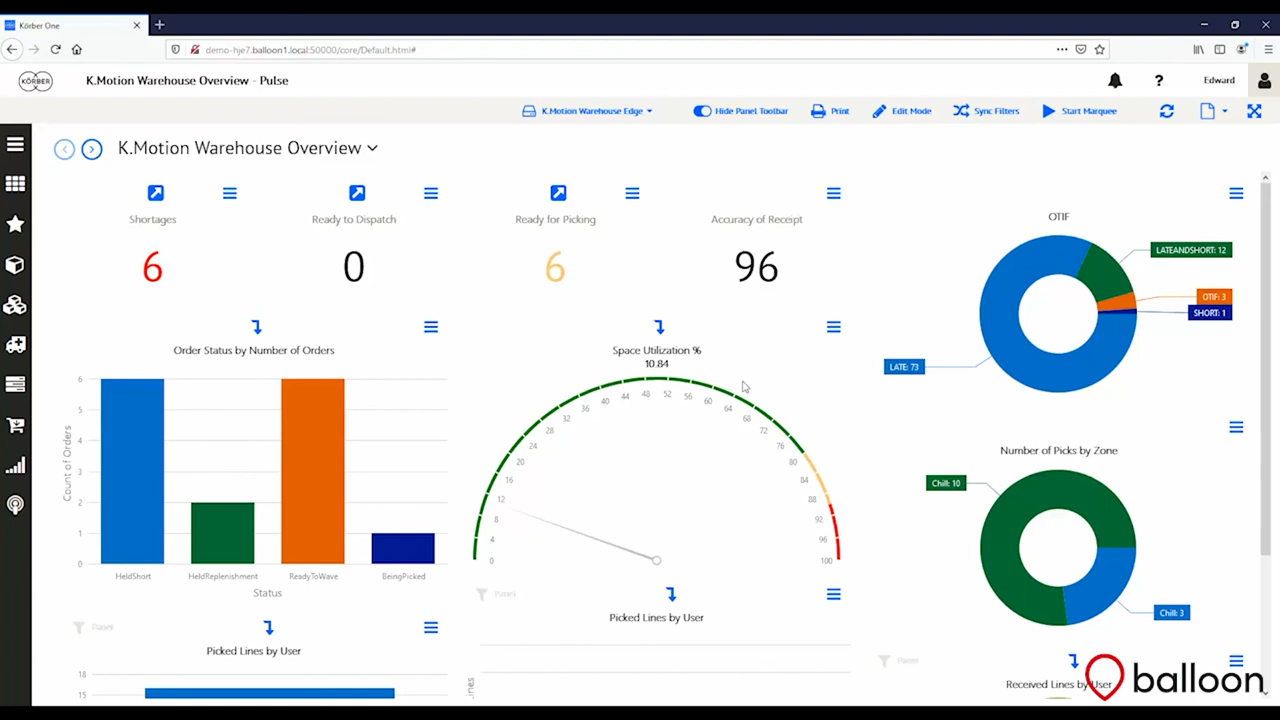 Körber One
demo-hje7.balloon1.local:50000/core/Default.html#
KÖRBER
K.Motion Warehouse Overview - Pulse
?
Edward
K.Motion Warehouse Edge
Hide Panel Toolbar
Print
Edit Mode
Sync Filters
Start Marquee
K.Motion Warehouse Overview
Shortages
Ready to Dispatch
Ready for Picking
Accuracy of Receipt
6
0
6
96
OTIF
LATEANDSHORT: 12
OTIF: 3
SHORT: 1
LATE: 73
Order Status by Number of Orders
Count of Orders
6
5
4
3
2
1
0
HeldShort
HeldReplenishment
ReadyToWave
BeingPicked
Status
Space Utilization %
10.84
0
4
8
12
16
20
24
28
32
36
40
44
48
52
56
60
64
68
72
76
80
84
88
92
96
100
Number of Picks by Zone
Chill: 10
Chill: 3
Panel
Picked Lines by User
18
15
Panel
Picked Lines by User
Lines
Panel
Received Lines by User
balloon